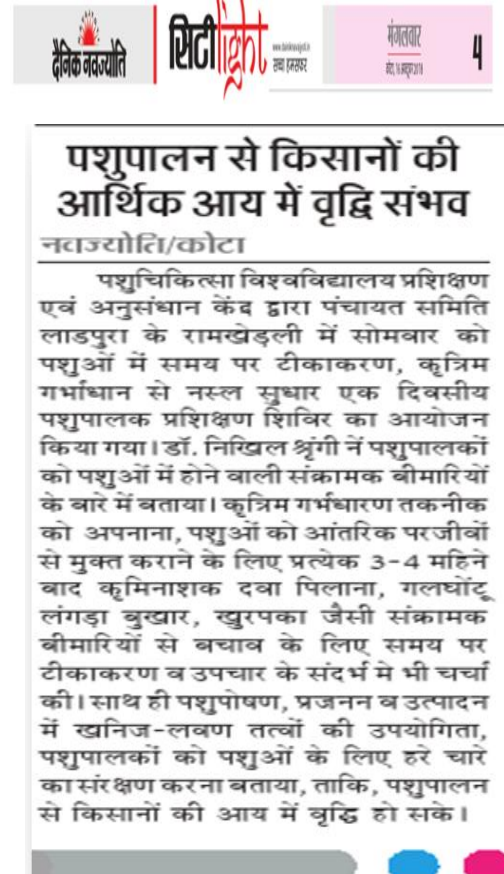 दैनिक नवज्योति
सिटी light
सच्चा हमसफर
मंगलवार
4
पशुपालन से किसानों की
आर्थिक आय में वृद्वि संभव
नवज्योति/कोटा
पशुचिकित्सा विश्वविद्यालय प्रशिक्षण
एवं अनुसंधान केंद्र द्वारा पंचायत समिति
लाडपुरा के रामखेड़ली में सोमवार को
पशुओं में समय पर टीकाकरण, कृत्रिम
गर्भाधान से नस्ल सुधार एक दिवसीय
पशुपालक प्रशिक्षण शिविर का आयोजन
किया गया। डॉ. निखिल श्रृंगी नें पशुपालकों
को पशुओं में होने वाली संक्रामक बीमारियों
के बारे में बताया। कृत्रिम गर्भधारण तकनीक
को अपनाना, पशुओं को आंतरिक परजीवों
से मुक्त कराने के लिए प्रत्येक 3-4 महिने
बाद कृमिनाशक दवा पिलाना, गलघोंटू
लंगड़ा बुखार, खुरपका जैसी संक्रामक
बीमारियों से बचाव के लिए समय पर
टीकाकरण व उपचार के संदर्भ मे भी चर्चा
की। साथ ही पशुपोषण, प्रजनन व उत्पादन
में खनिज-लवण तत्वों की उपयोगिता,
पशुपालकों को पशुओं के लिए हरे चारे
का संरक्षण करना बताया, ताकि, पशुपालन
से किसानों की आय में वृद्धि हो सके।